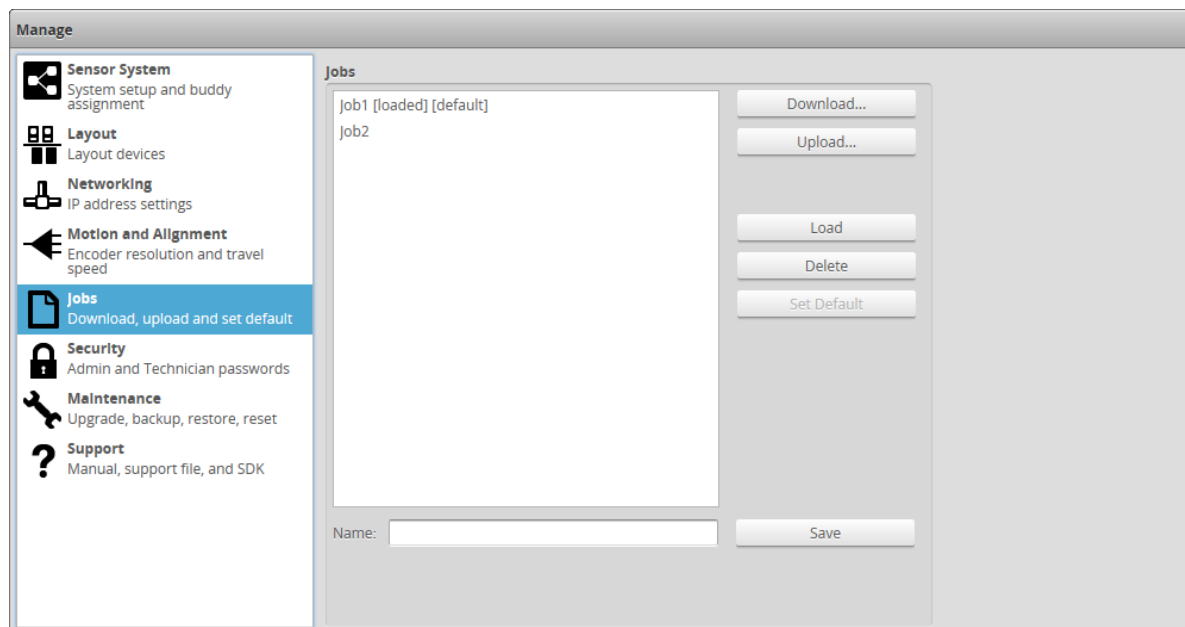 Manage
Sensor System
System setup and buddy
assignment
Layout
Layout devices
Networking
IP address settings
Motion and Alignment
Encoder resolution and travel
speed
Jobs
Download, upload and set default
Security
Admin and Technician passwords
Maintenance
Upgrade, backup, restore, reset
Support
Manual, support file, and SDK
Jobs
Job1 [loaded] [default]
Job2
Download...
Upload...
Load
Delete
Set Default
Name:
Save